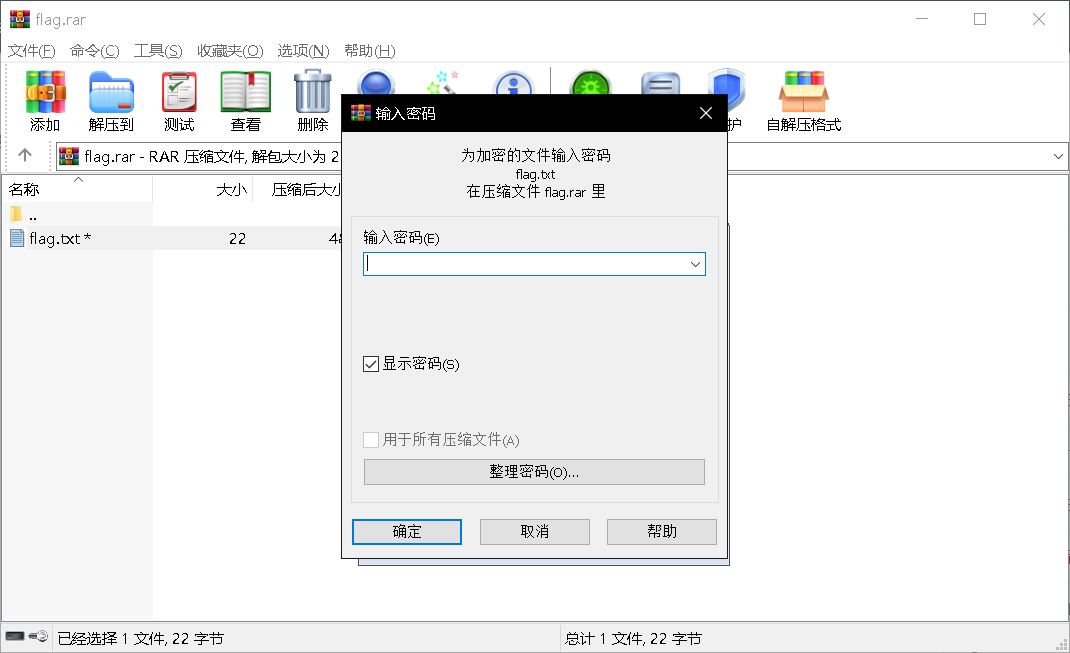 flag.rar
文件(F) 命令(C) 工具(S) 收藏夹(O) 选项(N) 帮助(H)
添加 解压到 测试 查看 删除 护 自解压格式
flag.rar - RAR 压缩文件, 解包大小为 2
名称 大小 压缩后大小
..
flag.txt * 22 48
输入密码
为加密的文件输入密码
flag.txt
在压缩文件 flag.rar 里
输入密码(E)
显示密码(S)
用于所有压缩文件(A)
整理密码(O)...
确定 取消 帮助
已经选择 1 文件, 22 字节 总计 1 文件, 22 字节